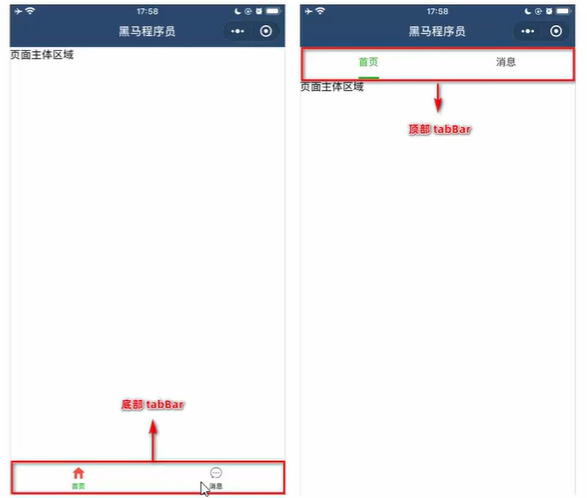 17:58
黑马程序员
页面主体区域
底部 tabBar
首页
消息
17:58
黑马程序员
首页
消息
页面主体区域
顶部 tabBar